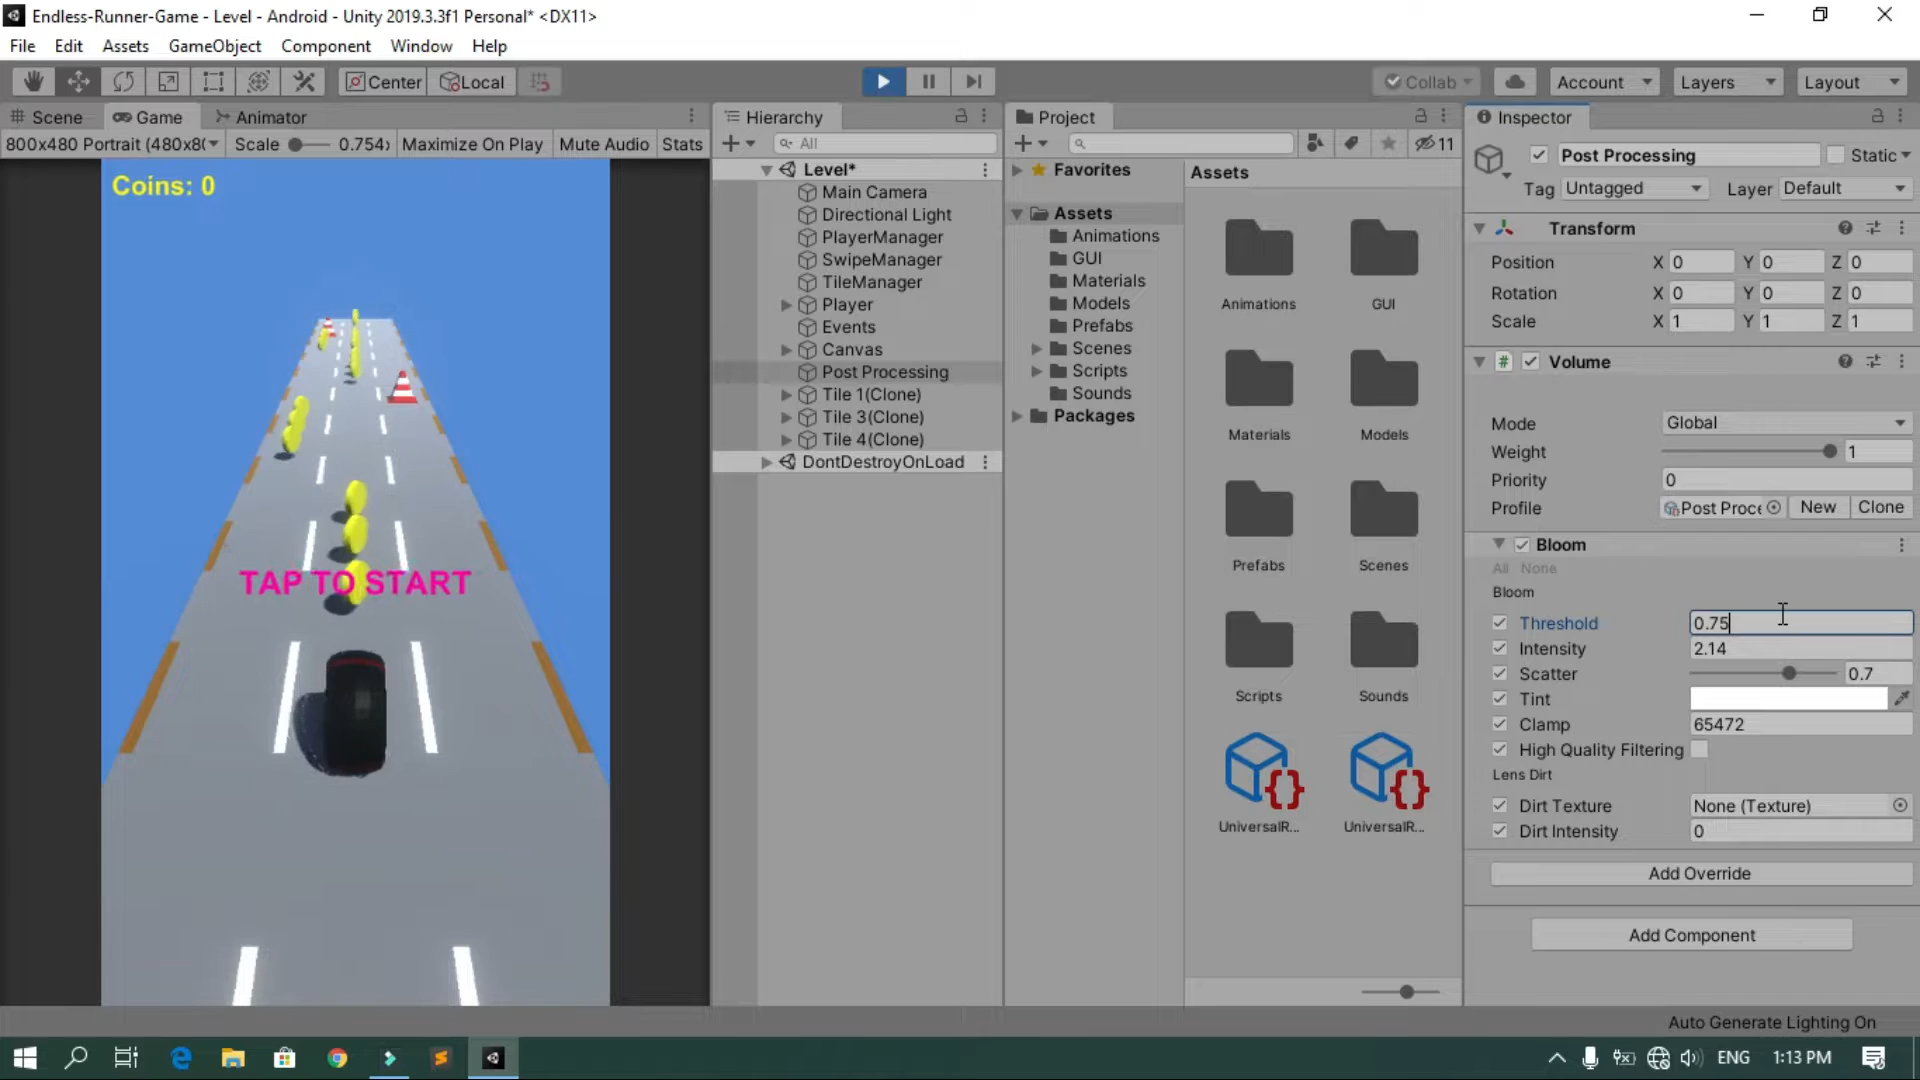 Endless-Runner-Game - Level - Android - Unity 2019.3.3f1 Personal* <DX11>
File Edit Assets GameObject Component Window Help
Center Local Collab Account Layers Layout
Scene Game Animator
800x480 Portrait (480x8( Scale 0.754x Maximize On Play Mute Audio Stats
Coins: 0
TAP TO START
Hierarchy
All
Level*
Main Camera
Directional Light
PlayerManager
SwipeManager
TileManager
Player
Events
Canvas
Post Processing
Tile 1(Clone)
Tile 3(Clone)
Tile 4(Clone)
DontDestroyOnLoad
Project
11
Favorites
Assets
Animations
GUI
Materials
Models
Prefabs
Scenes
Scripts
Sounds
Packages
Assets
Animations GUI
Materials Models
Prefabs Scenes
Scripts Sounds
UniversalR... UniversalR...
Inspector
Post Processing Static
Tag Untagged Layer Default
Transform
Position X 0 Y 0 Z 0
Rotation X 0 Y 0 Z 0
Scale X 1 Y 1 Z 1
# Volume
Mode Global
Weight 1
Priority 0
Profile Post Proce New Clone
Bloom
All None
Bloom
Threshold 0.75
Intensity 2.14
Scatter 0.7
Tint
Clamp 65472
High Quality Filtering
Lens Dirt
Dirt Texture None (Texture)
Dirt Intensity 0
Add Override
Add Component
Auto Generate Lighting On
ENG 1:13 PM